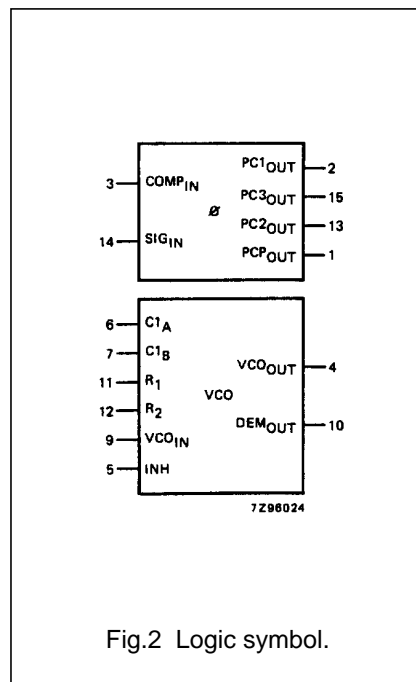 PC1OUT 2
3 COMPIN
PC3OUT 15
Ø
PC2OUT 13
14 SIGIN
PCPOUT 1
6 C1A
7 C1B
VCOOUT 4
11 R1
VCO
12 R2
DEMOUT 10
9 VCOIN
5 INH
7Z96024
Fig.2 Logic symbol.